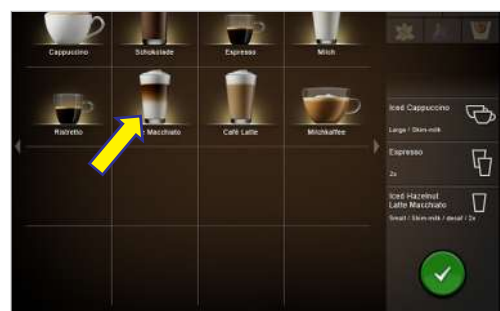 Cappuccino
Schokolade
Espresso
Milch
Ristretto
Macchiato
Café Latte
Milchkaffee
Iced Cappuccino
Large / Skim-milk
Espresso
2x
Iced Hazelnut
Latte Macchiato
Small / Skim-milk / decaf / 2x